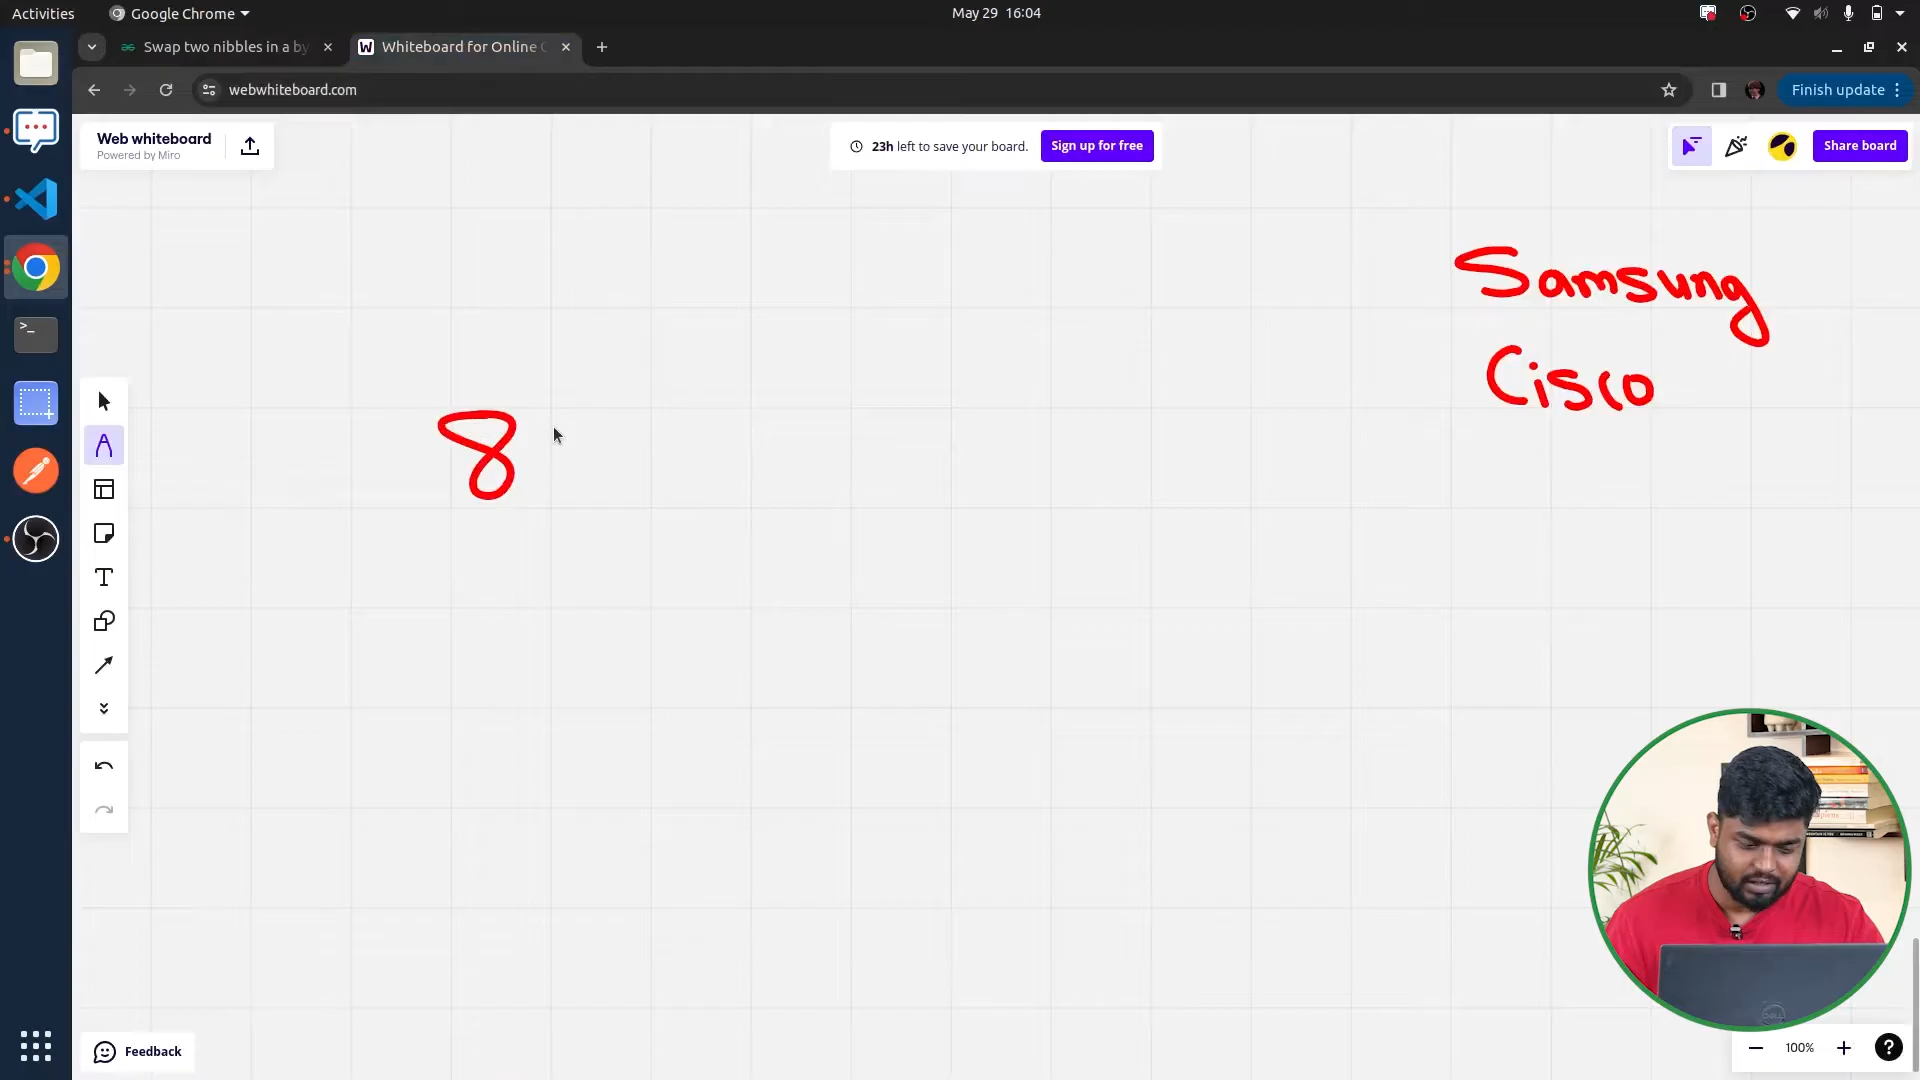 Activities
Google Chrome
May 29 16:04
Swap two nibbles in a by
Whiteboard for Online C
webwhiteboard.com
Finish update
Web whiteboard
Powered by Miro
23h left to save your board.
Sign up for free
Share board
Samsung
Cisco
8
T
Feedback
100%
?